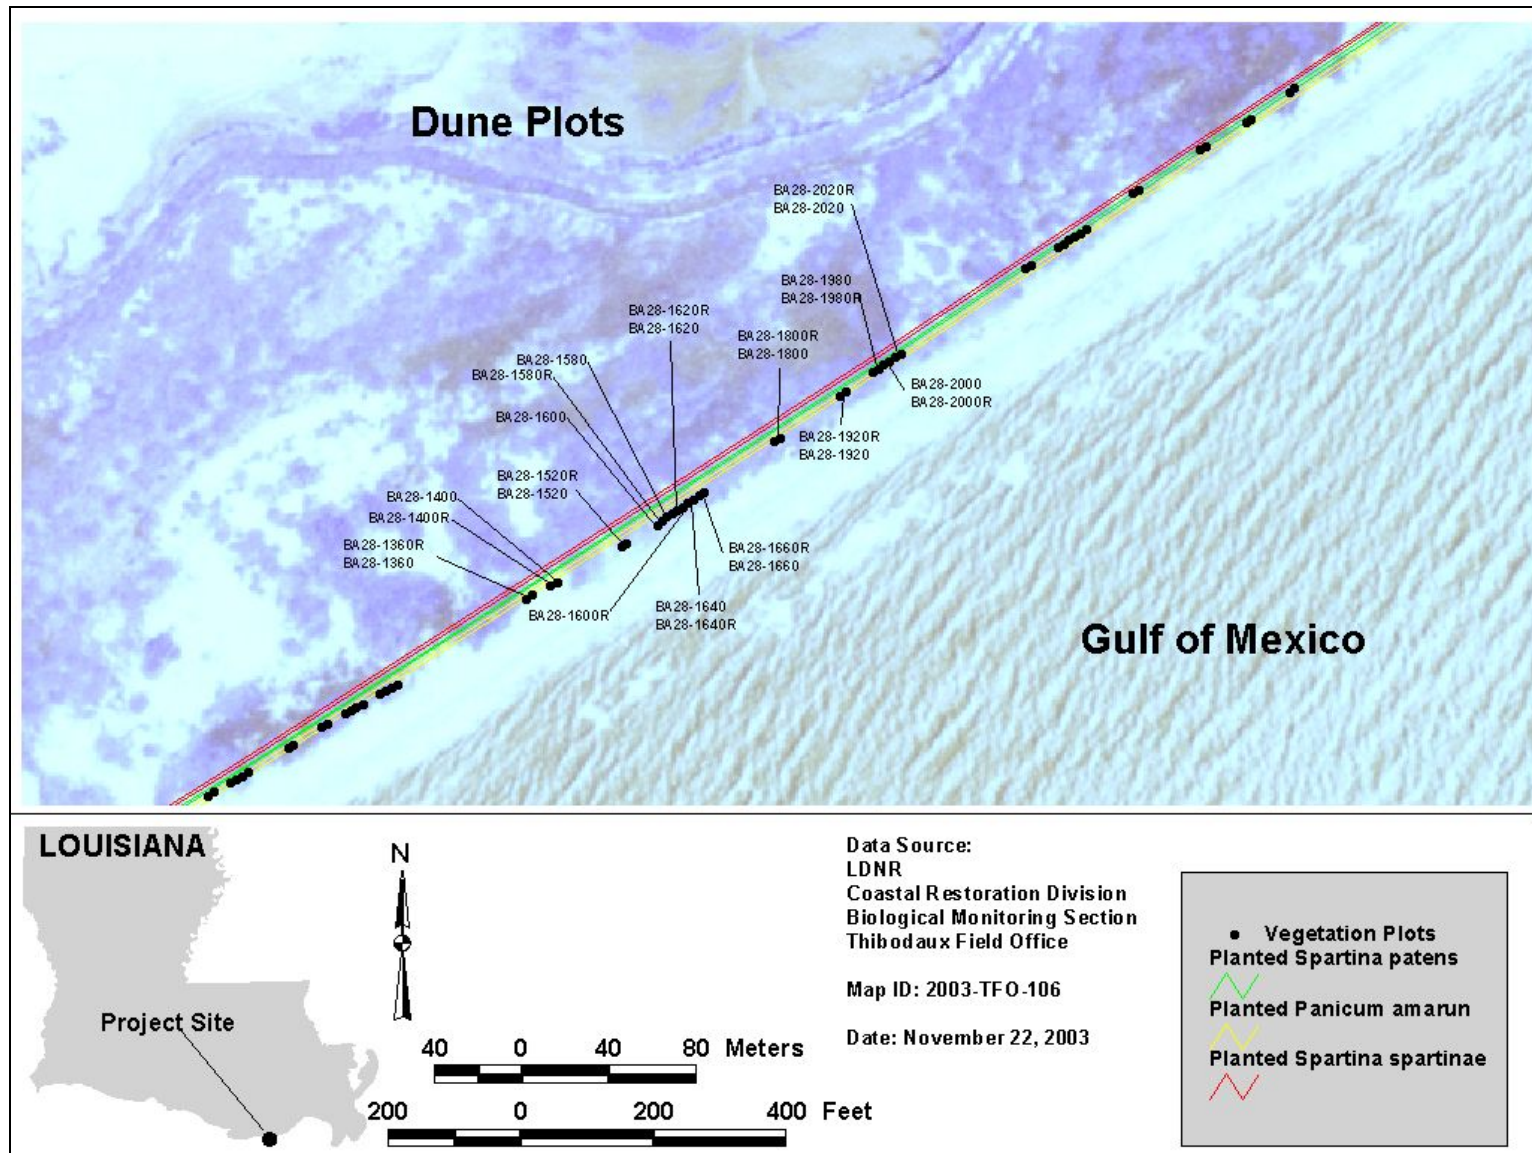 Dune Plots
BA28-2020R
BA28-2020
BA28-1980
BA28-1980R
BA28-1620R
BA28-1620
BA28-1800R
BA28-1800
BA28-1580
BA28-1580R
BA28-2000
BA28-2000R
BA28-1600
BA28-1920R
BA28-1920
BA28-1520R
BA28-1520
BA28-1400
BA28-1400R
BA28-1360R
BA28-1360
BA28-1660R
BA28-1660
BA28-1600R
BA28-1640
BA28-1640R
Gulf of Mexico
LOUISIANA
Project Site
N
40 0 40 80 Meters
200 0 200 400 Feet
Data Source:
LDNR
Coastal Restoration Division
Biological Monitoring Section
Thibodaux Field Office
Map ID: 2003-TFO-106
Date: November 22, 2003
Vegetation Plots
Planted Spartina patens
Planted Panicum amarun
Planted Spartina spartinae